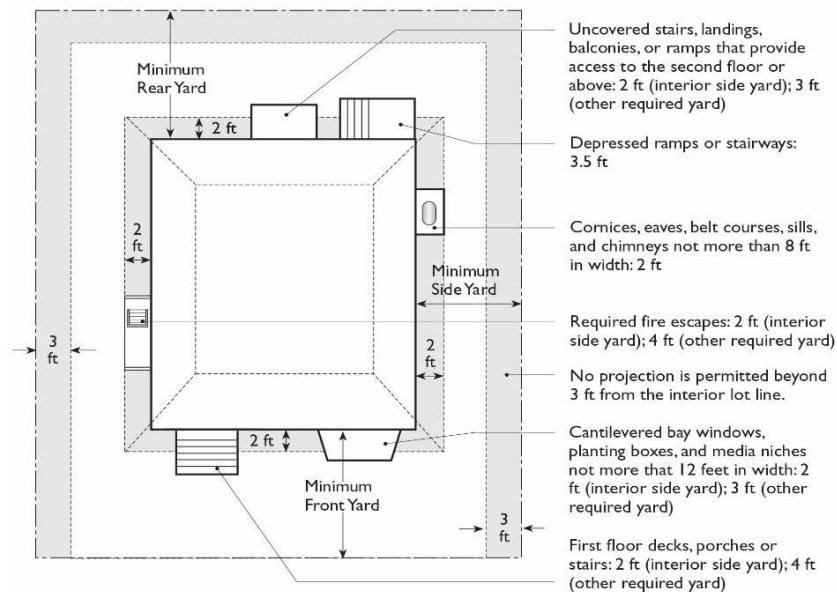 Uncovered stairs, landings,
balconies, or ramps that provide
access to the second floor or
above: 2 ft (interior side yard); 3 ft
(other required yard)
Minimum
Rear Yard
2 ft
Depressed ramps or stairways:
3.5 ft
Cornices, eaves, belt courses, sills,
and chimneys not more than 8 ft
in width: 2 ft
2
ft
Minimum
Side Yard
Required fire escapes: 2 ft (interior
side yard); 4 ft (other required yard)
3
ft
2
ft
No projection is permitted beyond
3 ft from the interior lot line.
2 ft
Cantilevered bay windows,
planting boxes, and media niches
not more that 12 feet in width: 2
ft (interior side yard); 3 ft (other
required yard)
Minimum
Front Yard
3
ft
First floor decks, porches or
stairs: 2 ft (interior side yard); 4 ft
(other required yard)